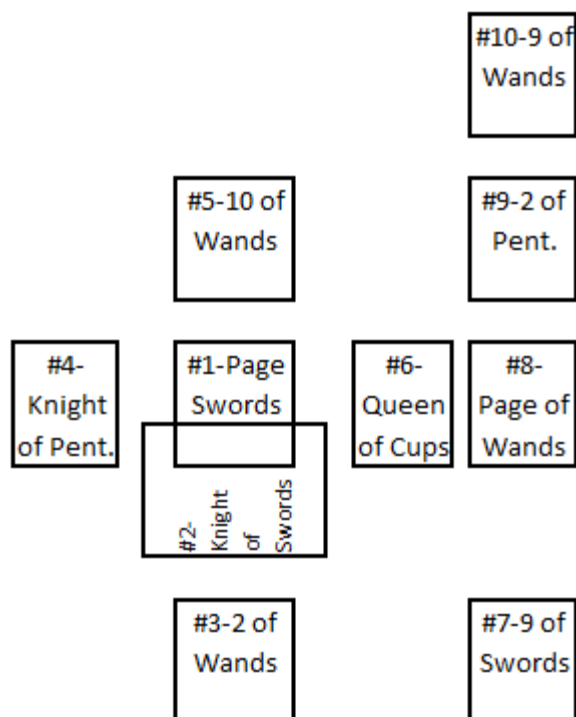 #10-9 of
Wands
#5-10 of
Wands
#9-2 of
Pent.
#4-
Knight
of Pent.
#1-Page
Swords
#6-
Queen
of Cups
#8-
Page of
Wands
#2-
Knight
of
Swords
#3-2 of
Wands
#7-9 of
Swords